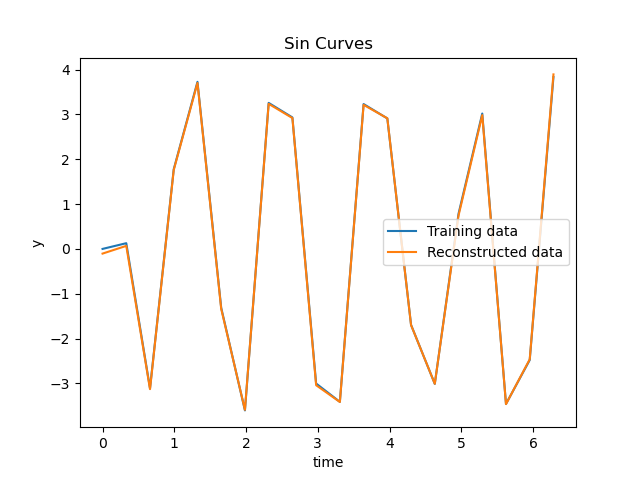 Sin Curves
4
3
2
1
0
−1
−2
−3
y
Training data
Reconstructed data
0 1 2 3 4 5 6
time